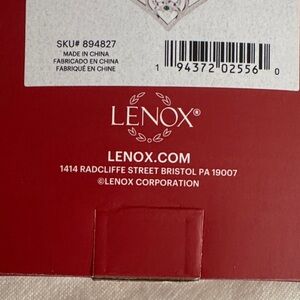 SKU# 894827
MADE IN CHINA
FABRICADO EN CHINA
FABRIQUÉ EN CHINE
1 94372 02556 0
LENOX®
LENOX.COM
1414 RADCLIFFE STREET BRISTOL PA 19007
©LENOX CORPORATION